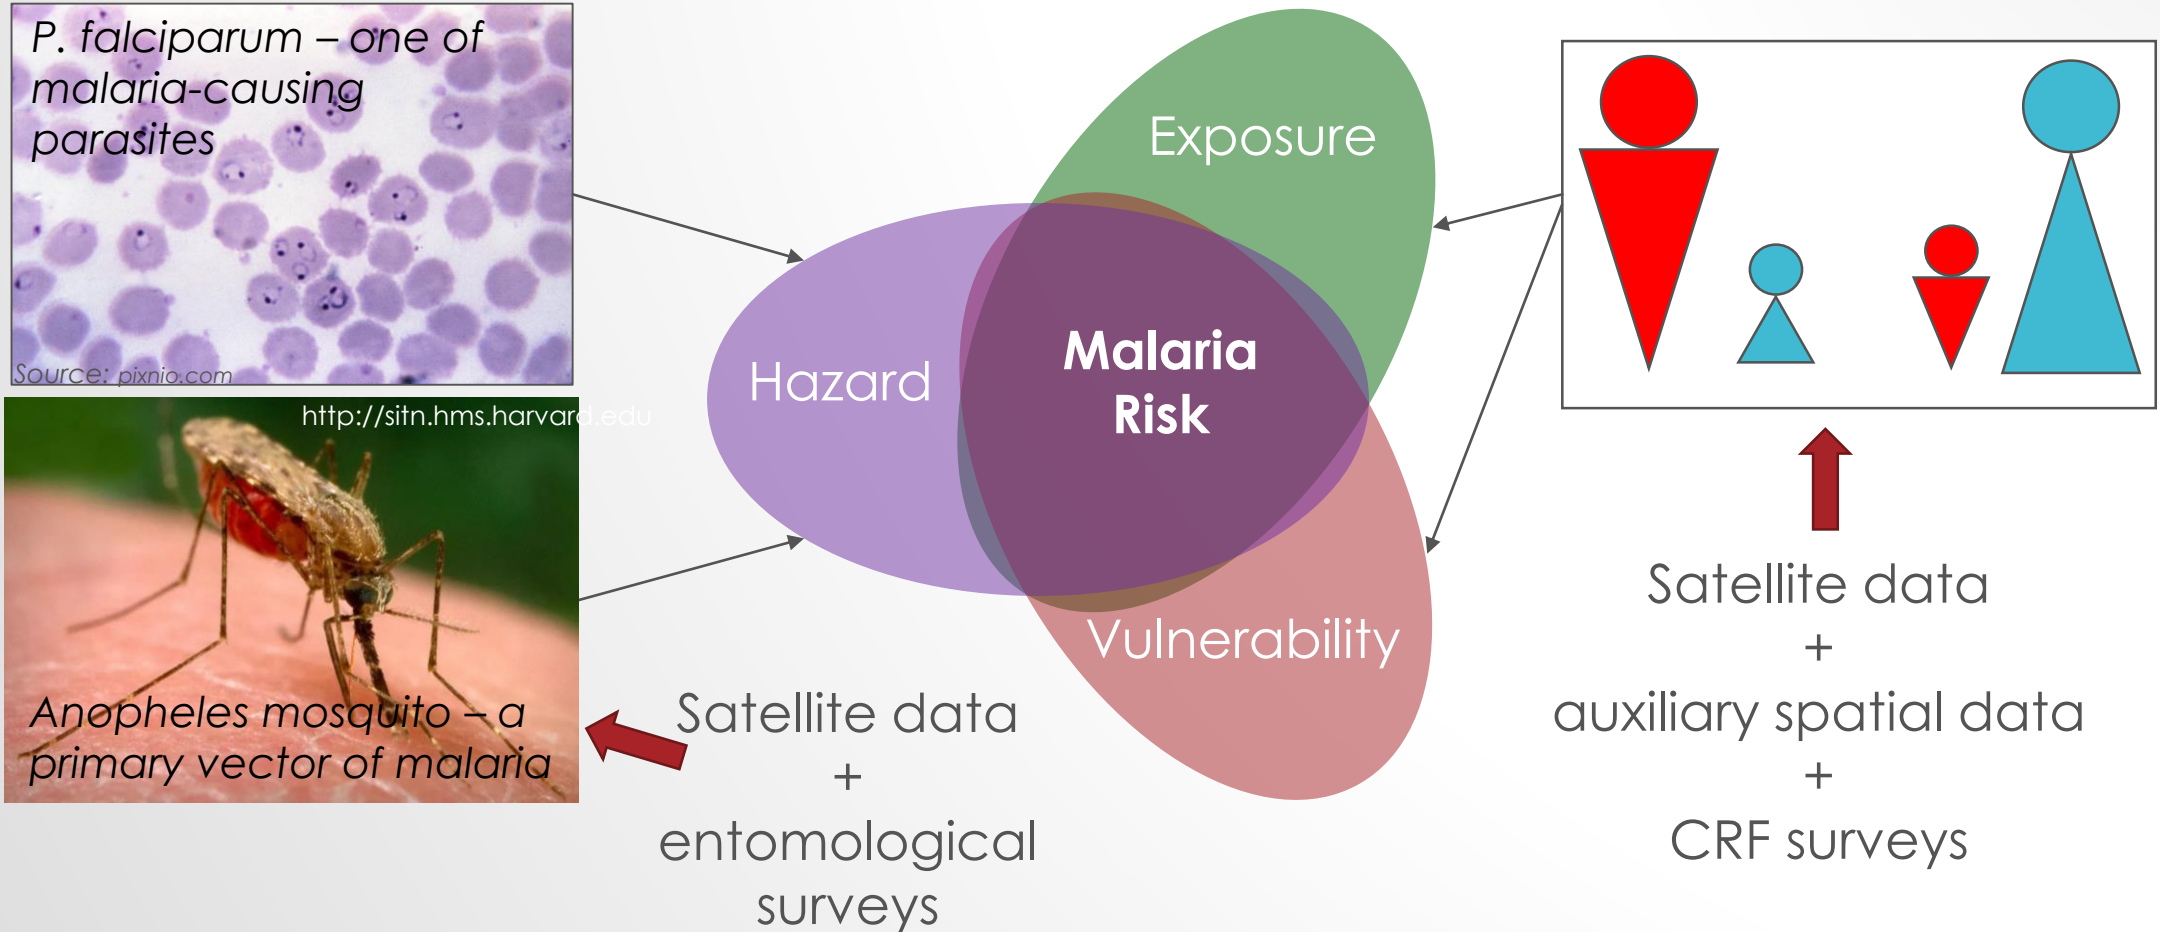 P. falciparum – one of
malaria-causing
parasites
Source: pixnio.com
http://sitn.hms.harvard.edu
Anopheles mosquito – a
primary vector of malaria
Exposure
Hazard
Malaria
Risk
Vulnerability
Satellite data
+
entomological
surveys
Satellite data
+
auxiliary spatial data
+
CRF surveys